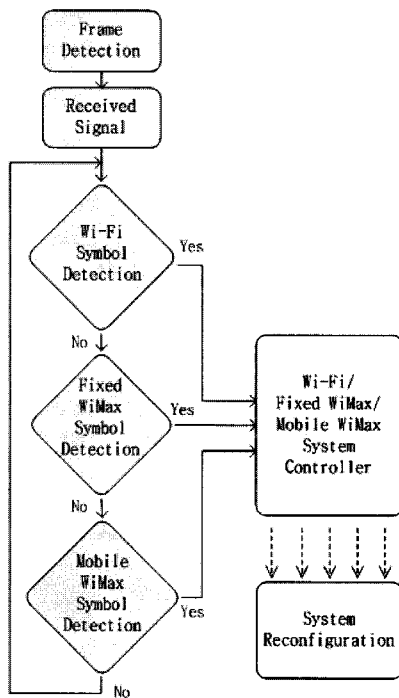 Frame
Detection
Received
Signal
Wi-Fi
Symbol
Detection
Yes
No
Fixed
WiMax
Symbol
Detection
Yes
No
Mobile
WiMax
Symbol
Detection
Yes
No
Wi-Fi/
Fixed WiMax/
Mobile WiMax
System
Controller
System
Reconfiguration